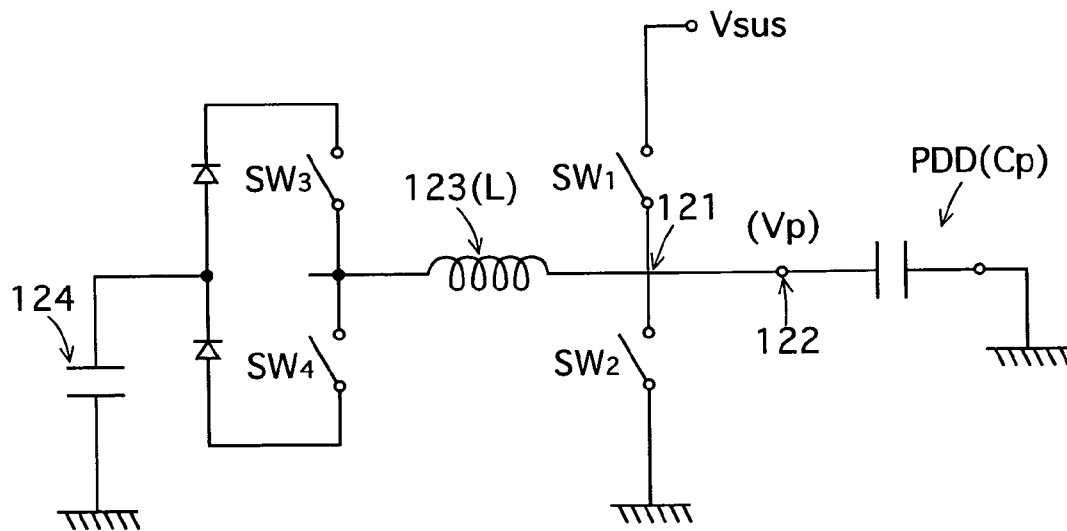 Vsus
PDD(Cp)
SW3
123(L)
SW1
121
(Vp)
124
SW4
SW2
122